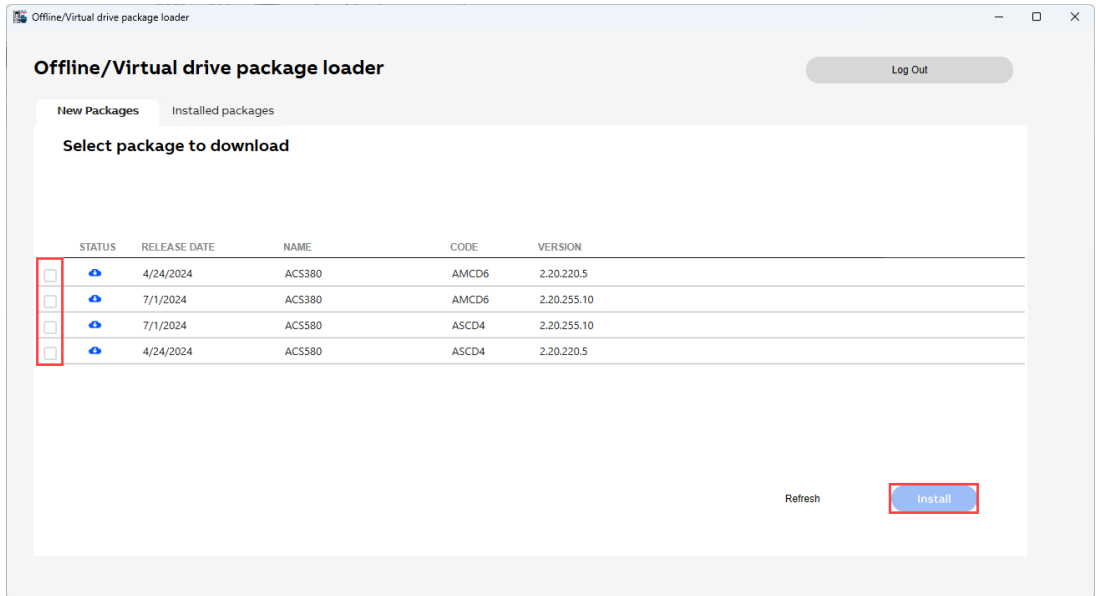 Offline/Virtual drive package loader
Offline/Virtual drive package loader
Log Out
New Packages Installed packages
Select package to download
STATUS RELEASE DATE NAME CODE VERSION
4/24/2024 ACS380 AMCD6 2.20.220.5
7/1/2024 ACS380 AMCD6 2.20.255.10
7/1/2024 ACS580 ASCD4 2.20.255.10
4/24/2024 ACS580 ASCD4 2.20.220.5
Refresh Install